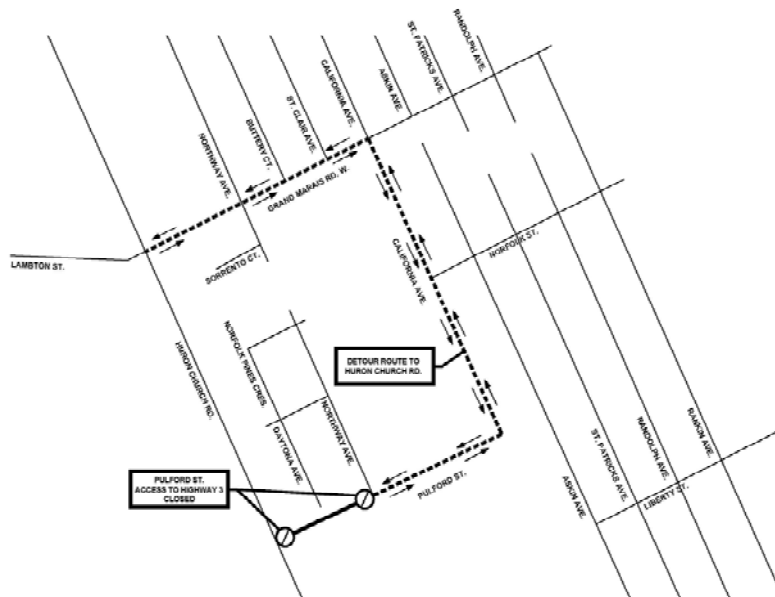 RANDOLPH AVE.
ST. PATRICKS AVE.
ASKIN AVE.
CALIFORNIA AVE.
ST. CLAIR AVE.
BUTTERY CT.
NORTHWAY AVE.
GRAND MARAIS RD. W.
LAMBTON ST.
SORRENTO CT.
CALIFORNIA AVE.
NORFOLK ST.
HURON CHURCH RD.
NORFOLK PINES CRES.
DETOUR ROUTE TO
HURON CHURCH RD.
DAYTONA AVE.
NORTHWAY AVE.
PULFORD ST.
ACCESS TO HIGHWAY 3
CLOSED
PULFORD ST.
ASKIN AVE.
ST. PATRICKS AVE.
RANDOLPH AVE.
RANKIN AVE.
LIBERTY ST.